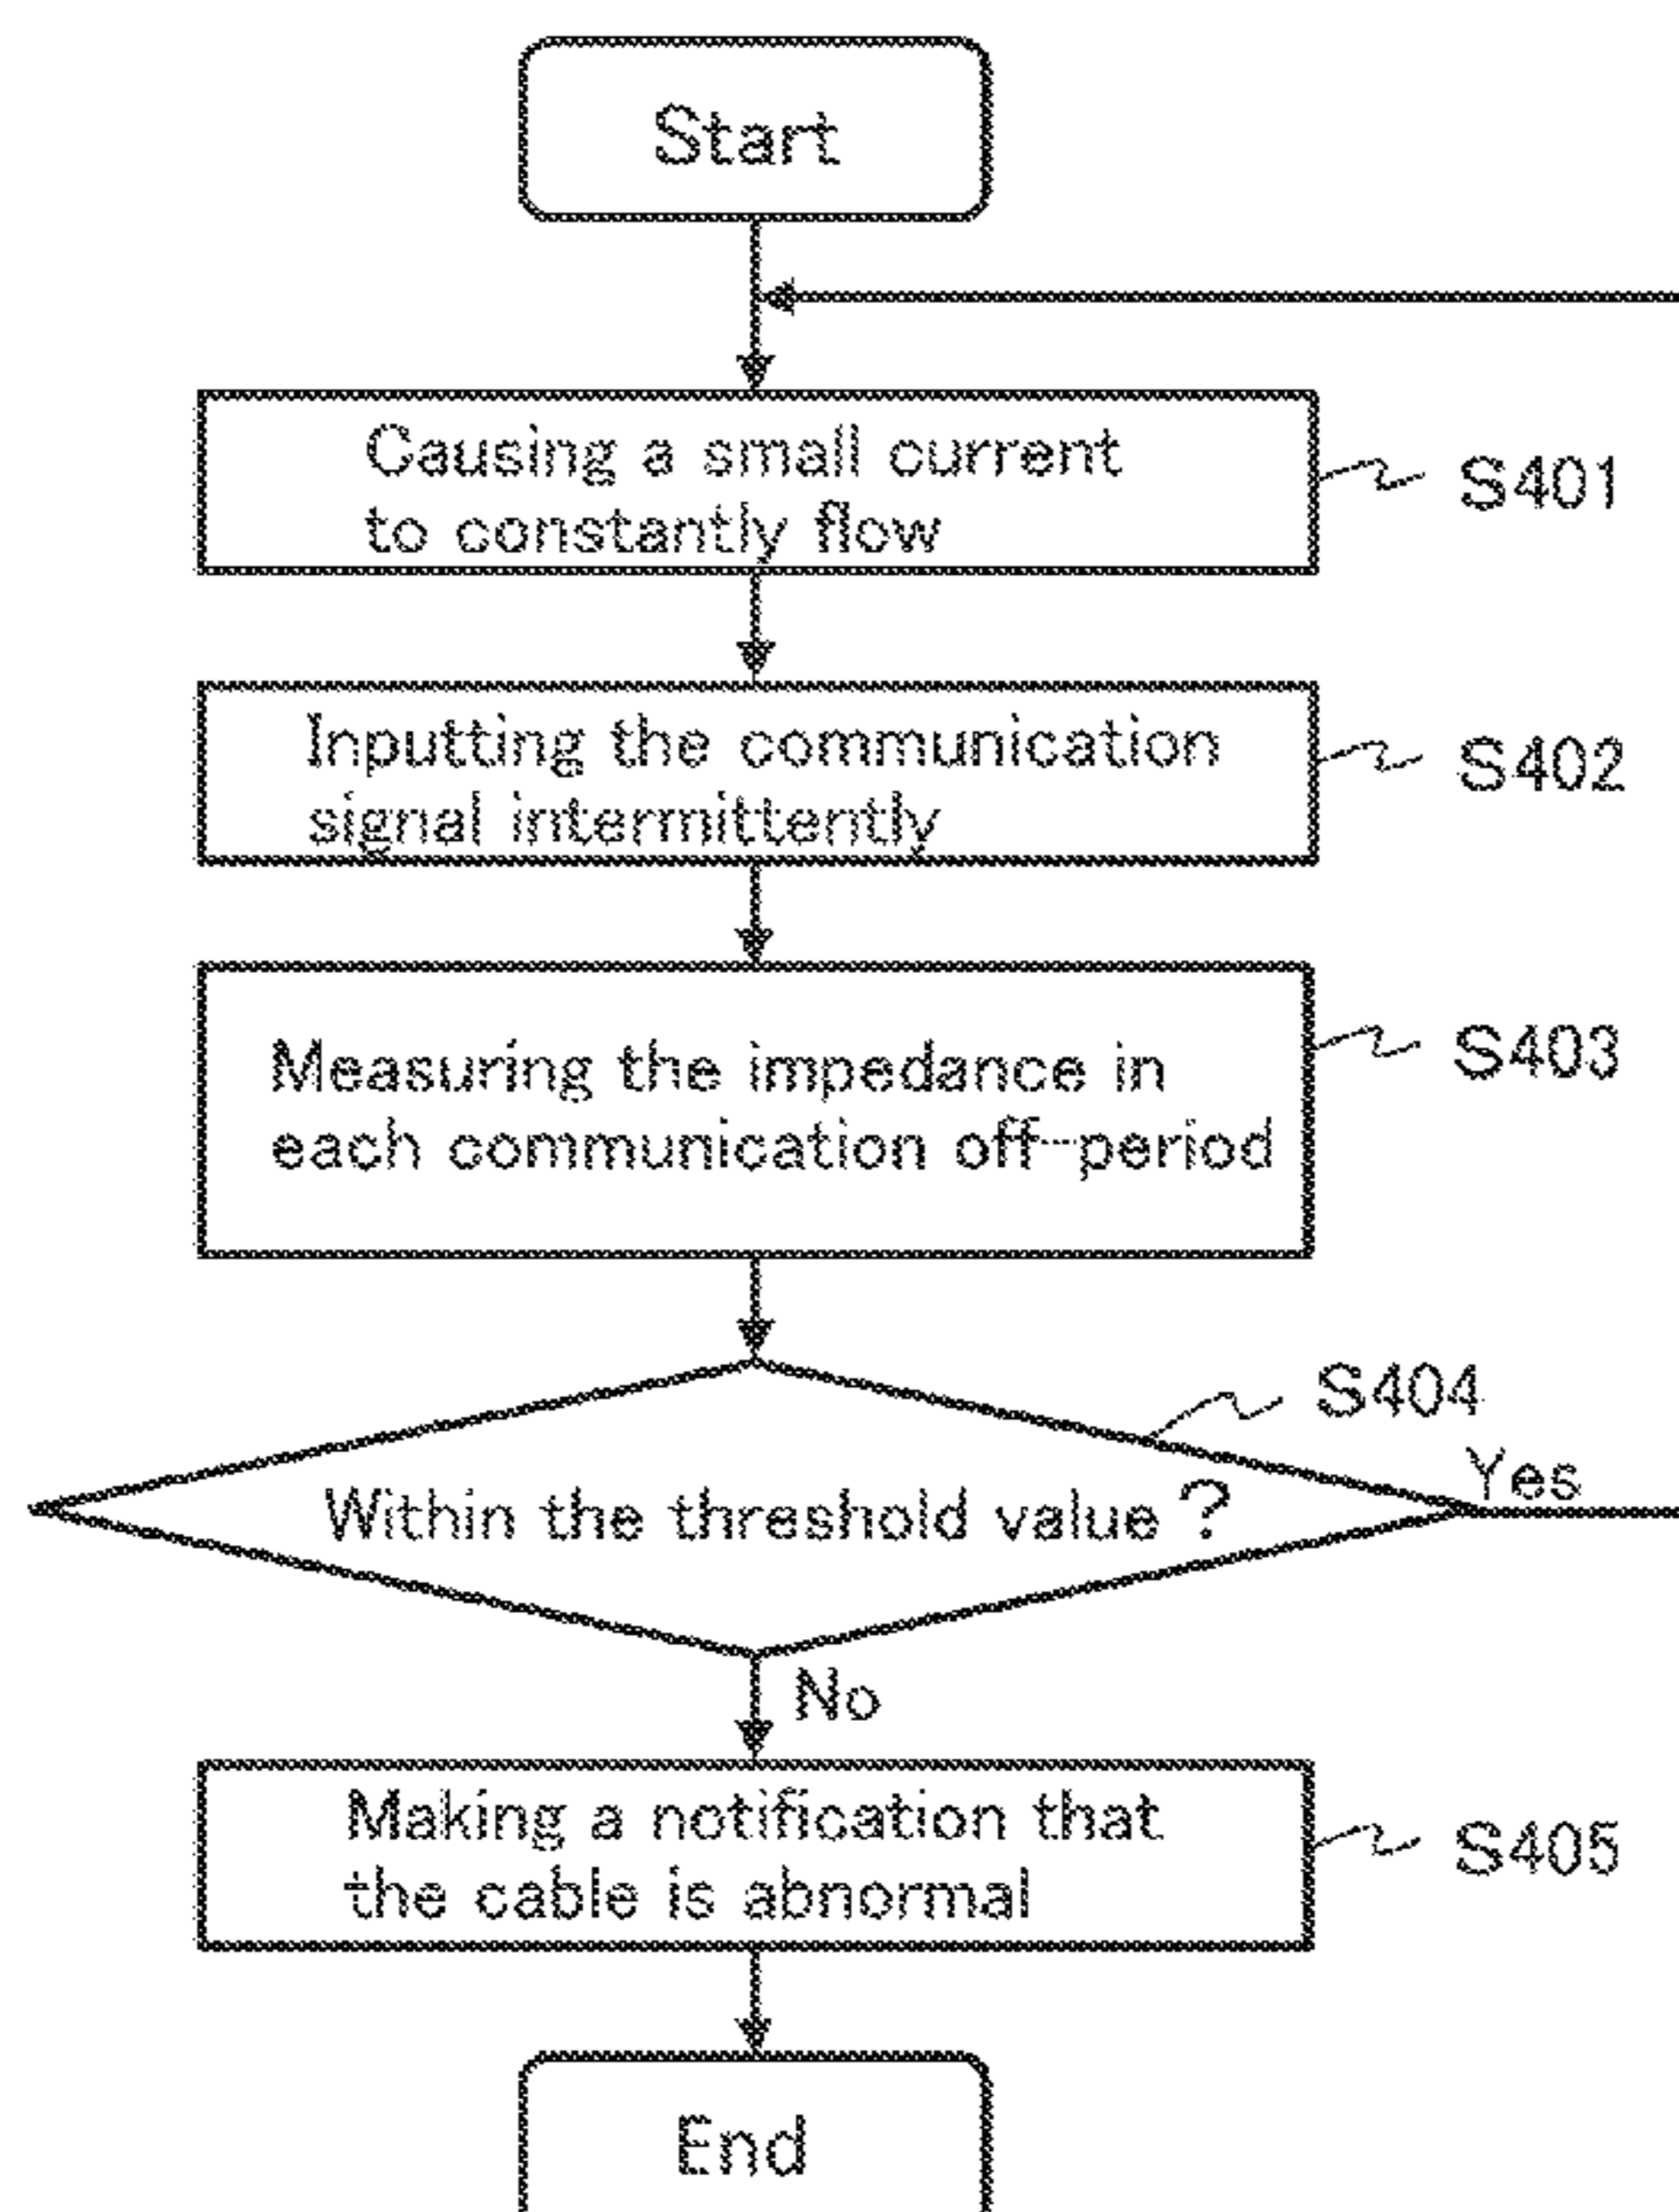 Start
Causing a small current
to constantly flow
S401
Inputting the communication
signal intermittently
S402
Measuring the impedance in
each communication off-period
S403
S404
Within the threshold value?
Yes
No
Making a notification that
the cable is abnormal
S405
End